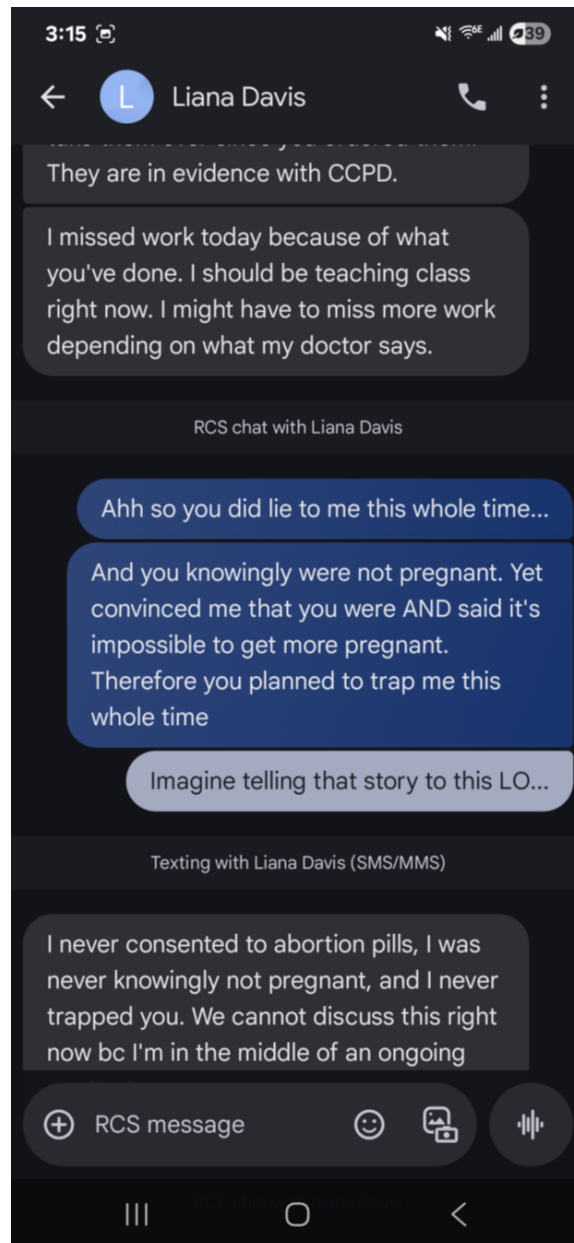 3:15
6E 39
L Liana Davis
They are in evidence with CCPD.
I missed work today because of what
you've done. I should be teaching class
right now. I might have to miss more work
depending on what my doctor says.
RCS chat with Liana Davis
Ahh so you did lie to me this whole time...
And you knowingly were not pregnant. Yet
convinced me that you were AND said it's
impossible to get more pregnant.
Therefore you planned to trap me this
whole time
Imagine telling that story to this LO...
Texting with Liana Davis (SMS/MMS)
I never consented to abortion pills, I was
never knowingly not pregnant, and I never
trapped you. We cannot discuss this right
now bc I'm in the middle of an ongoing
RCS message